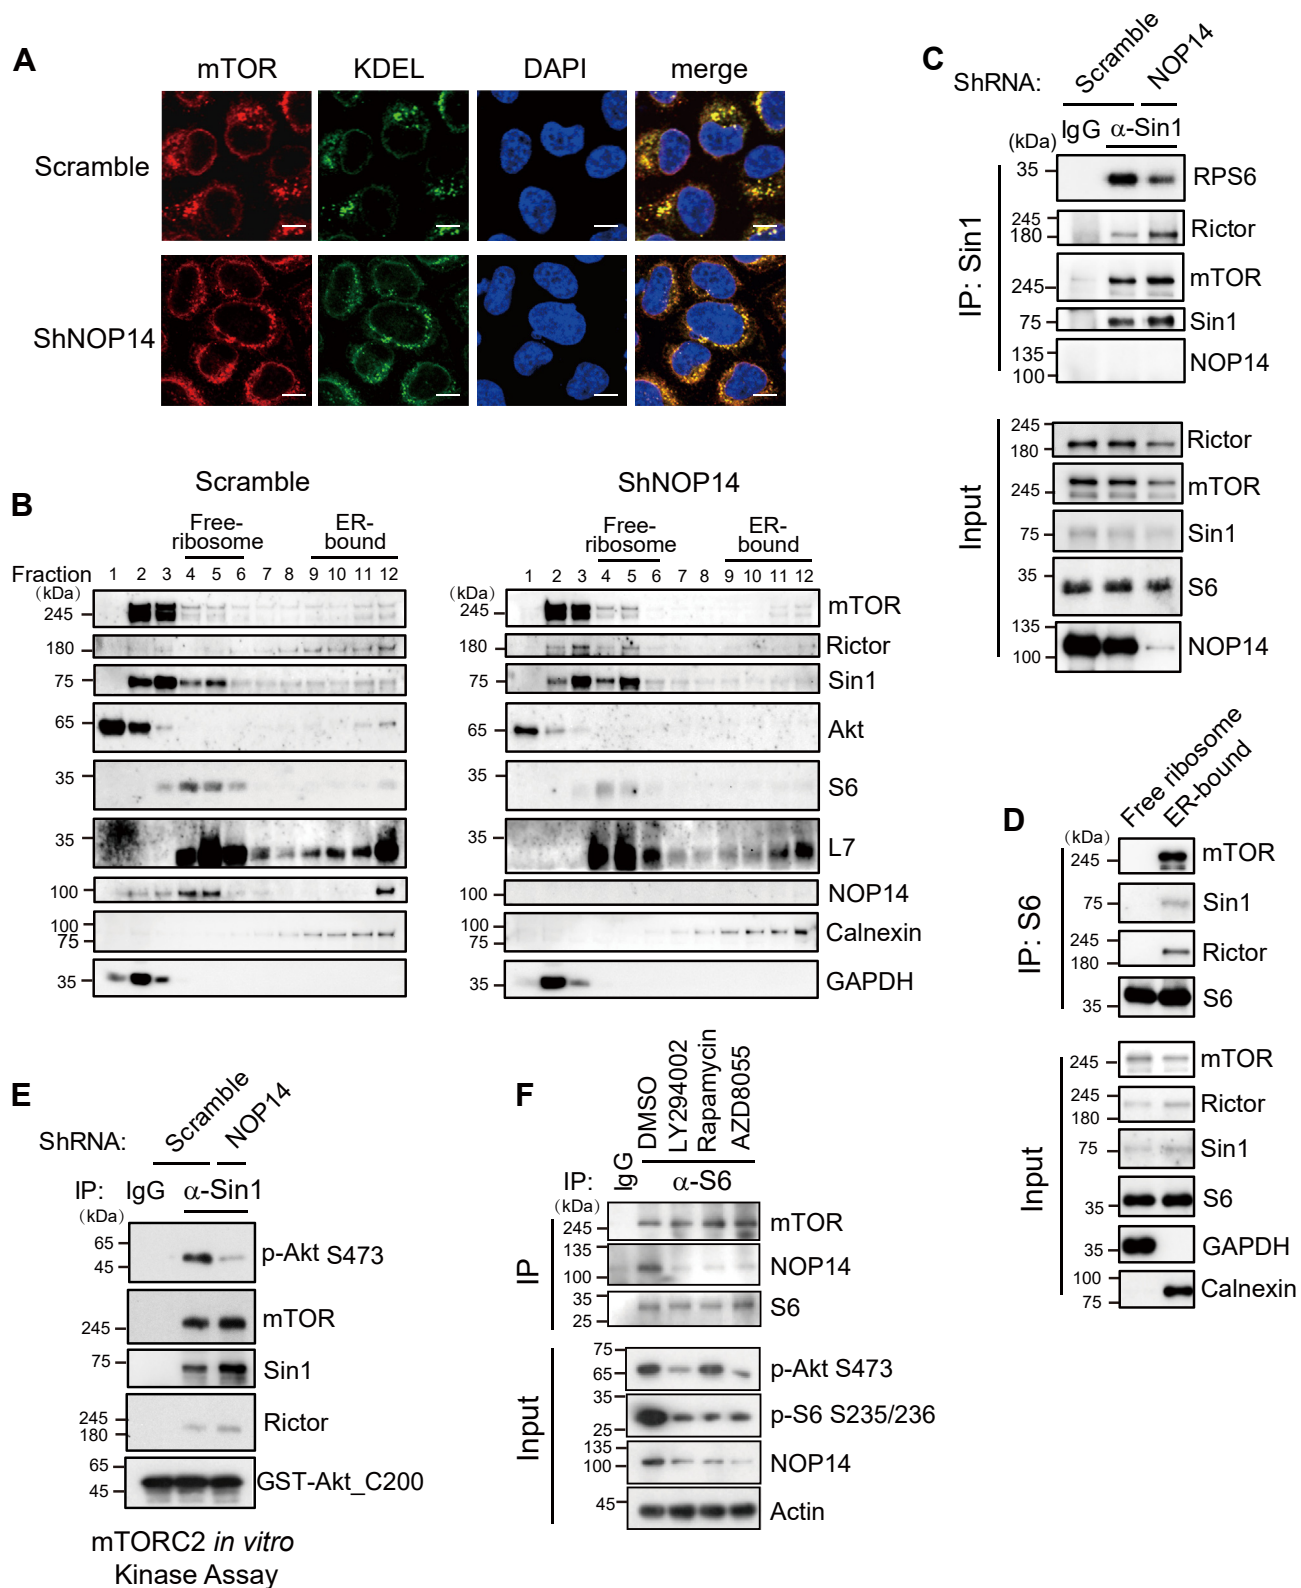 A
mTOR KDEL DAPI merge
Scramble
ShNOP14
B
Scramble
Free-
ribosome
ER-
bound
Fraction 1 2 3 4 5 6 7 8 9 10 11 12
(kDa)
245
180
75
65
35
35
100
100
75
35
ShNOP14
Free-
ribosome
ER-
bound
1 2 3 4 5 6 7 8 9 10 11 12
245 mTOR
180 Rictor
75 Sin1
65 Akt
35 S6
35 L7
100 NOP14
100
75 Calnexin
35 GAPDH
C
ShRNA: Scramble NOP14
(kDa) IgG α-Sin1
IP: Sin1
35 RPS6
245
180 Rictor
245 mTOR
75 Sin1
135
100 NOP14
Input
245
180 Rictor
245 mTOR
75 Sin1
35 S6
135
100 NOP14
D
Free ribosome
ER-bound
(kDa)
IP: S6
245 mTOR
75 Sin1
245
180 Rictor
35 S6
Input
245 mTOR
245
180 Rictor
75 Sin1
35 S6
35 GAPDH
100
75 Calnexin
E
ShRNA: Scramble NOP14
IP: IgG α-Sin1
(kDa)
65
45 p-Akt S473
245 mTOR
75 Sin1
245
180 Rictor
65
45 GST-Akt_C200
mTORC2 in vitro
Kinase Assay
F
IgG DMSO LY294002 Rapamycin AZD8055
IP: α-S6
(kDa)
IP
245 mTOR
135
100 NOP14
35
25 S6
Input
75
65 p-Akt S473
35
25 p-S6 S235/236
135
100 NOP14
45 Actin